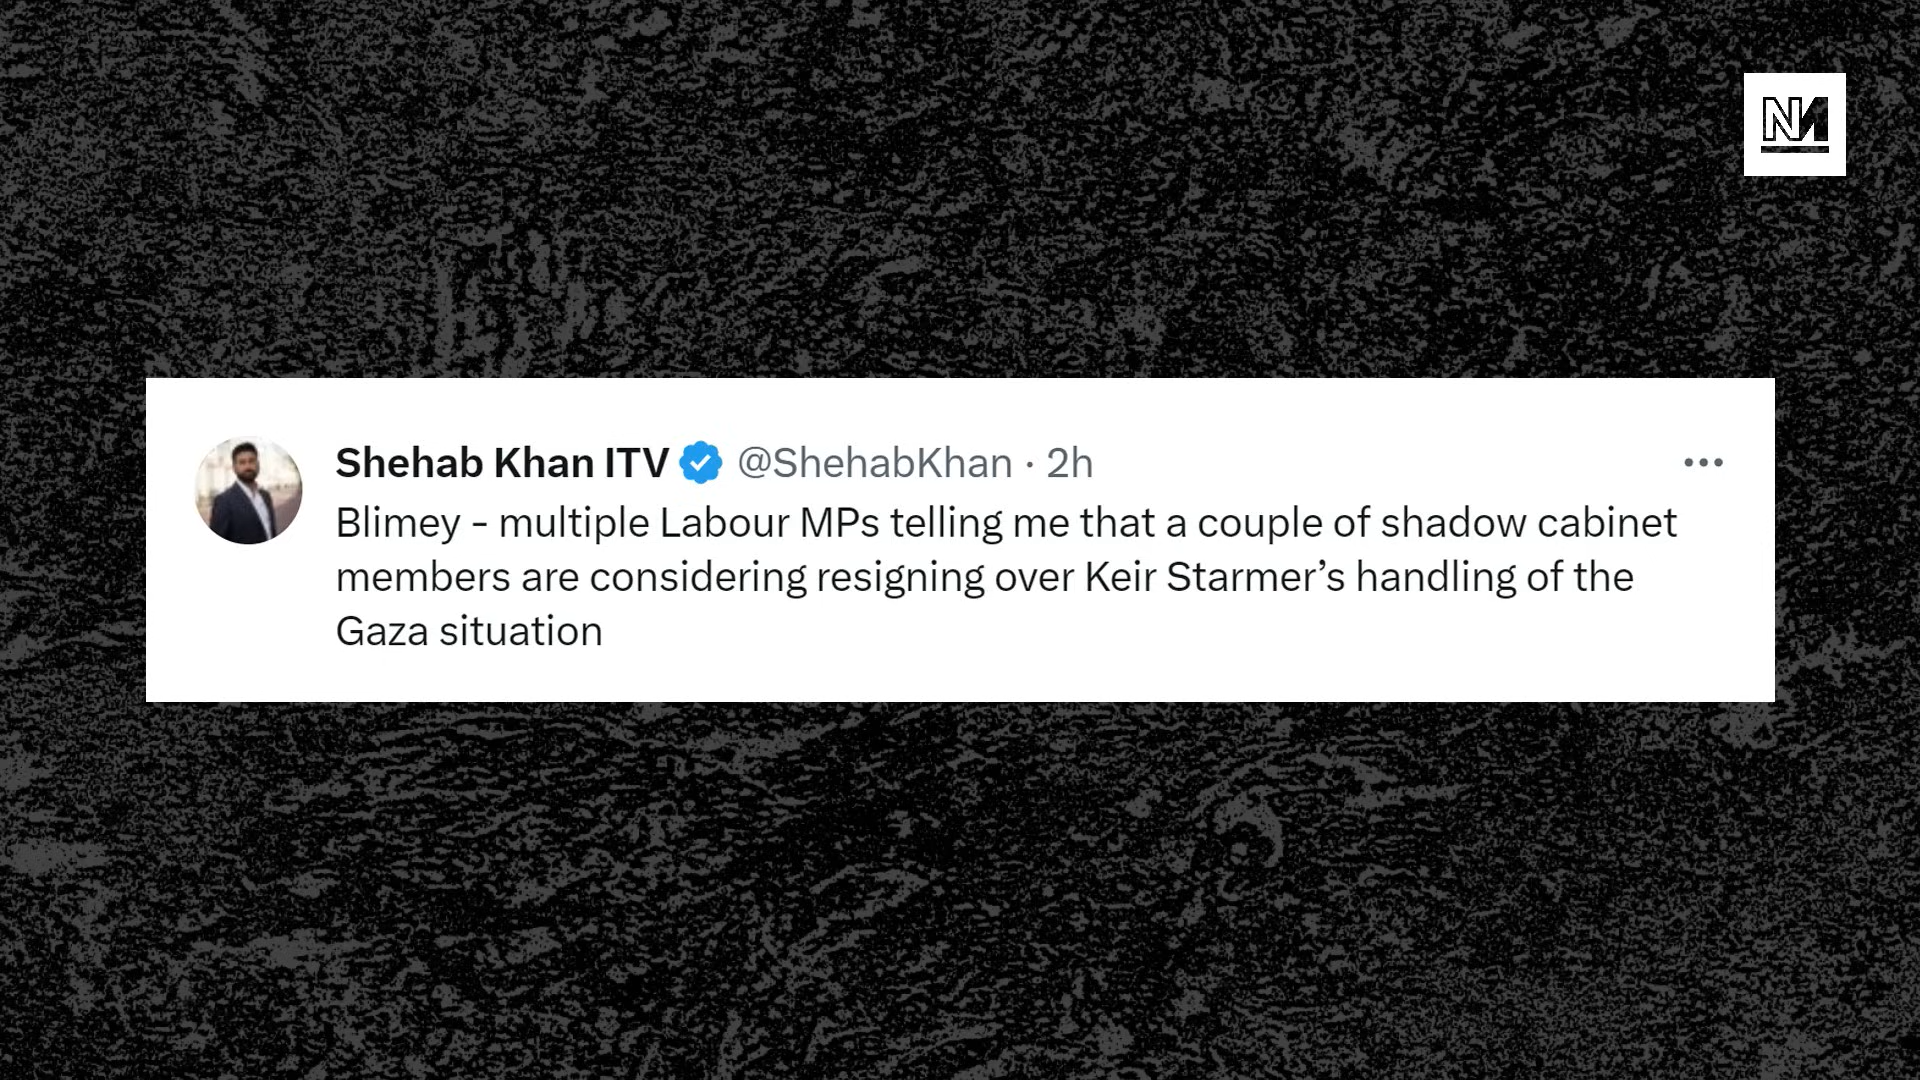 NM
Shehab Khan ITV @ShehabKhan · 2h
Blimey - multiple Labour MPs telling me that a couple of shadow cabinet
members are considering resigning over Keir Starmer’s handling of the
Gaza situation